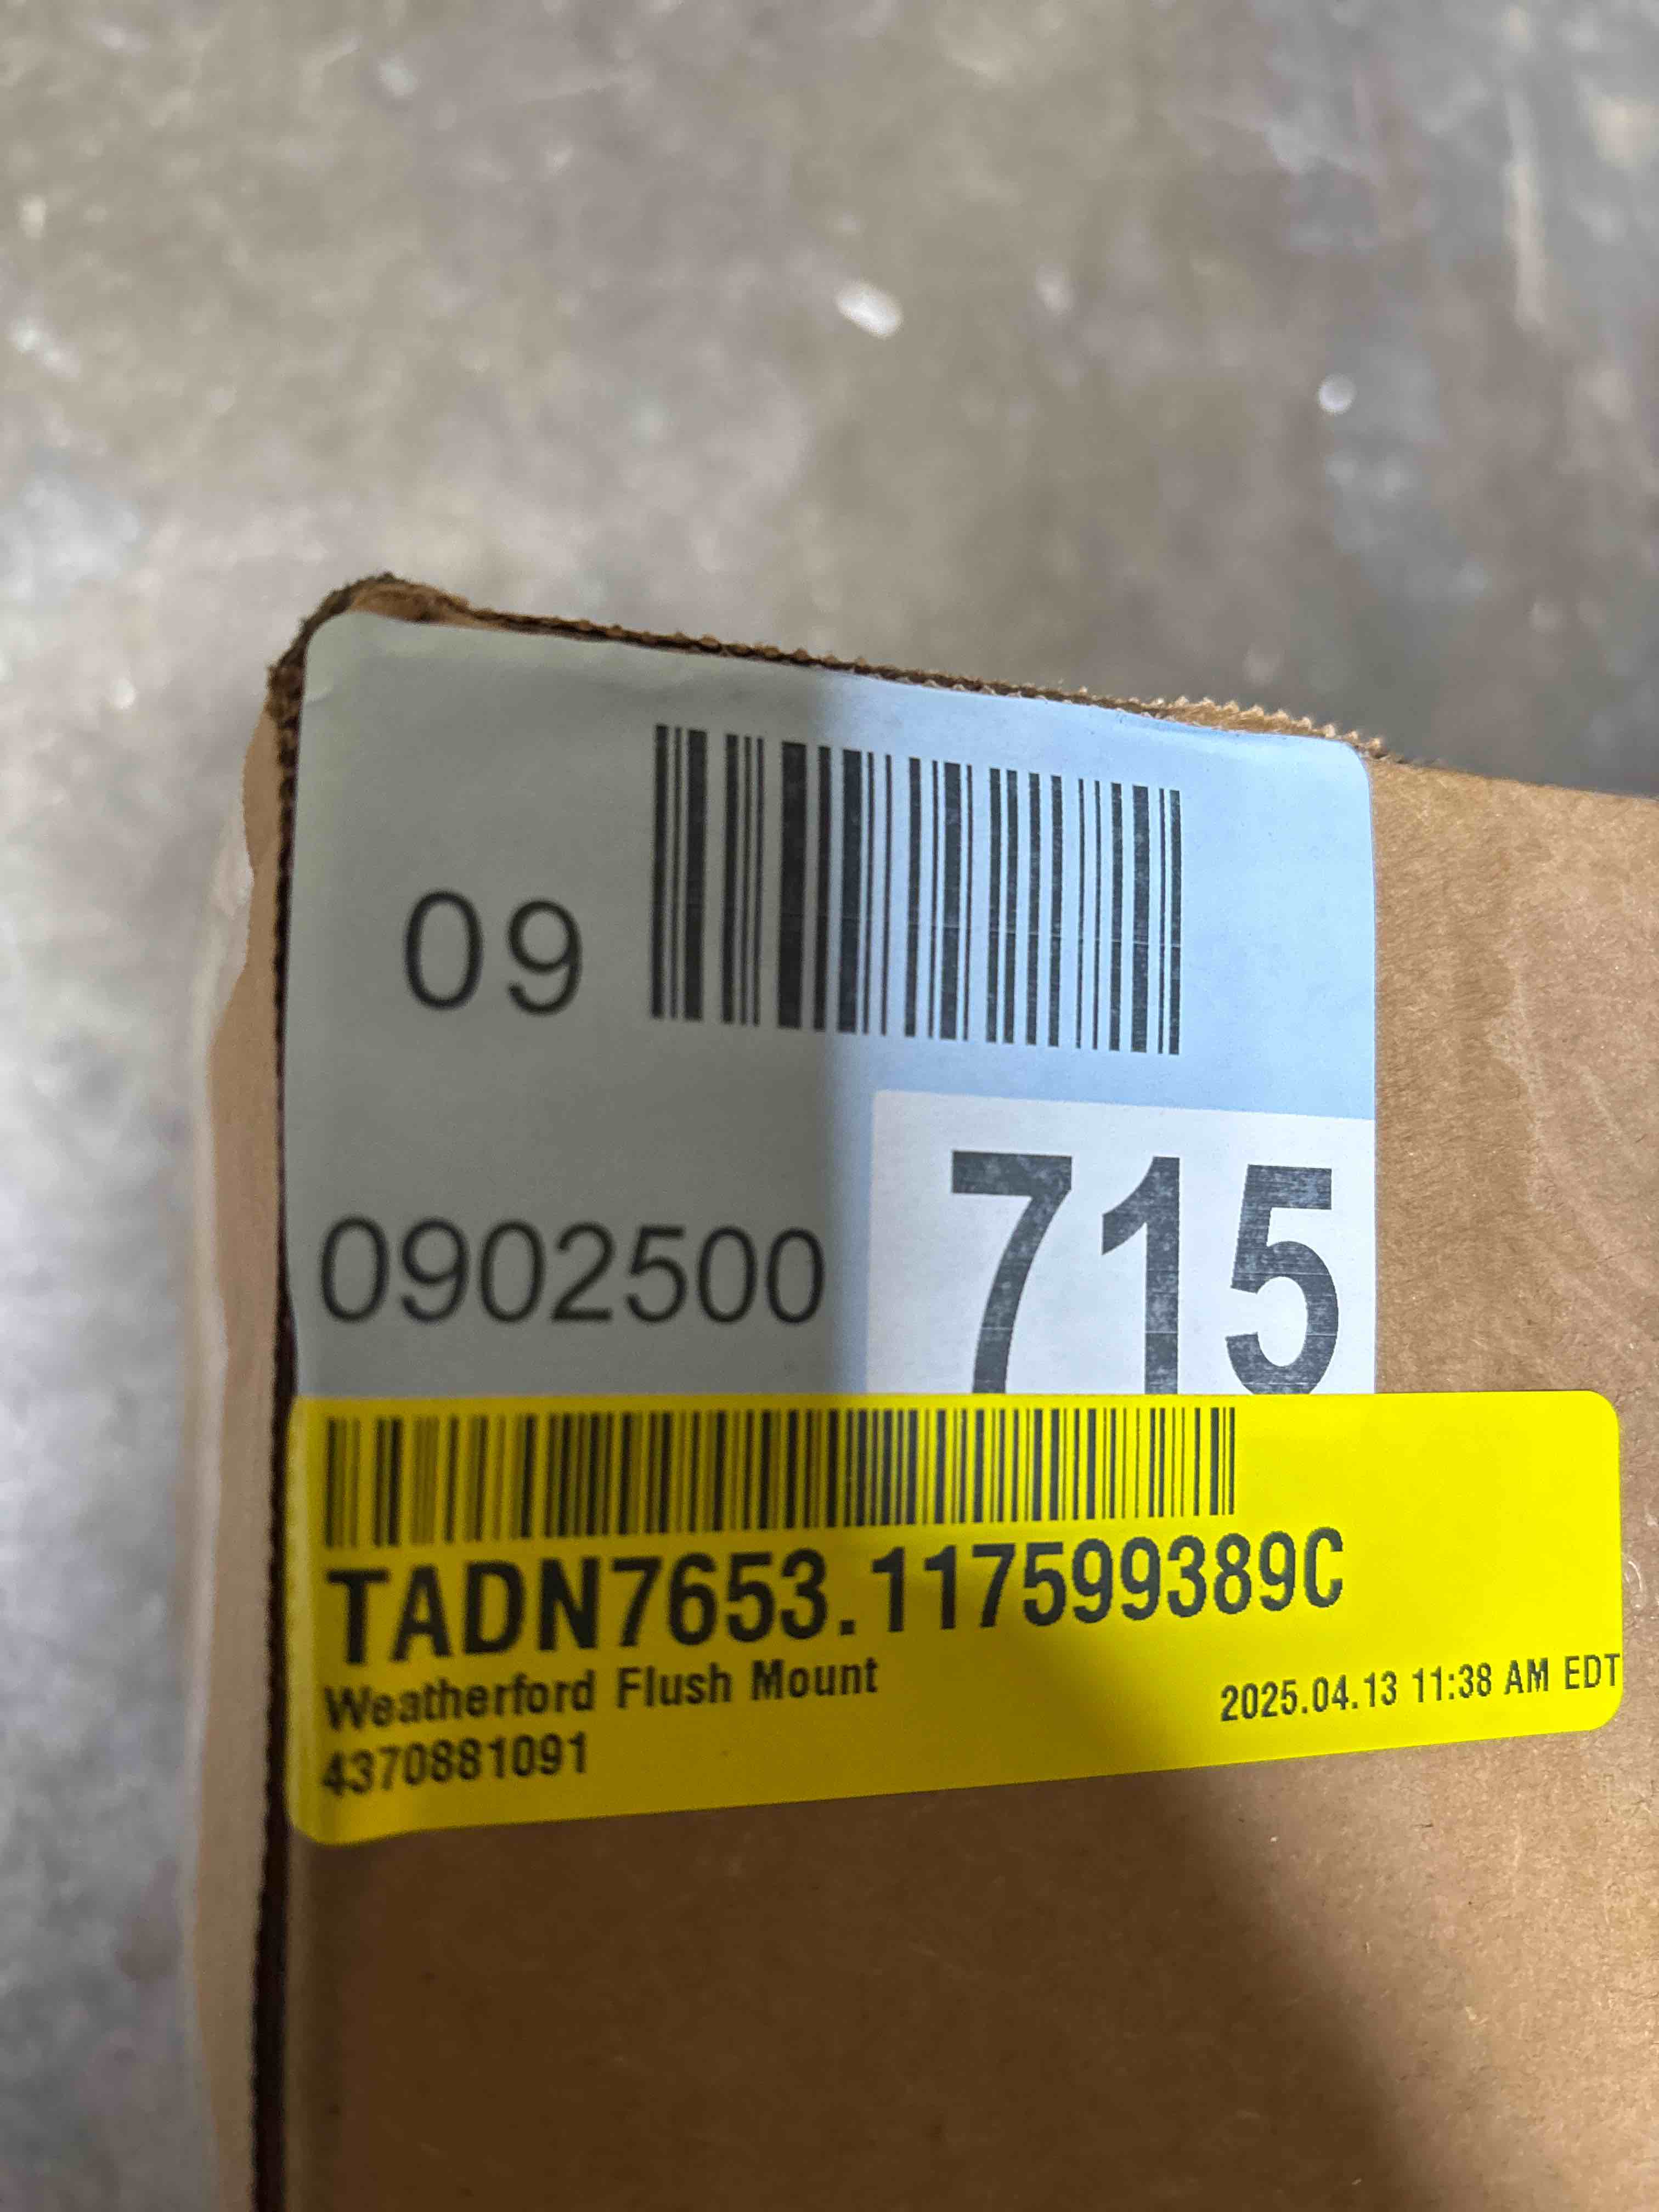 09
0902500
715
TADN7653.117599389C
Weatherford Flush Mount
2025.04.13 11:38 AM EDT
4370881091